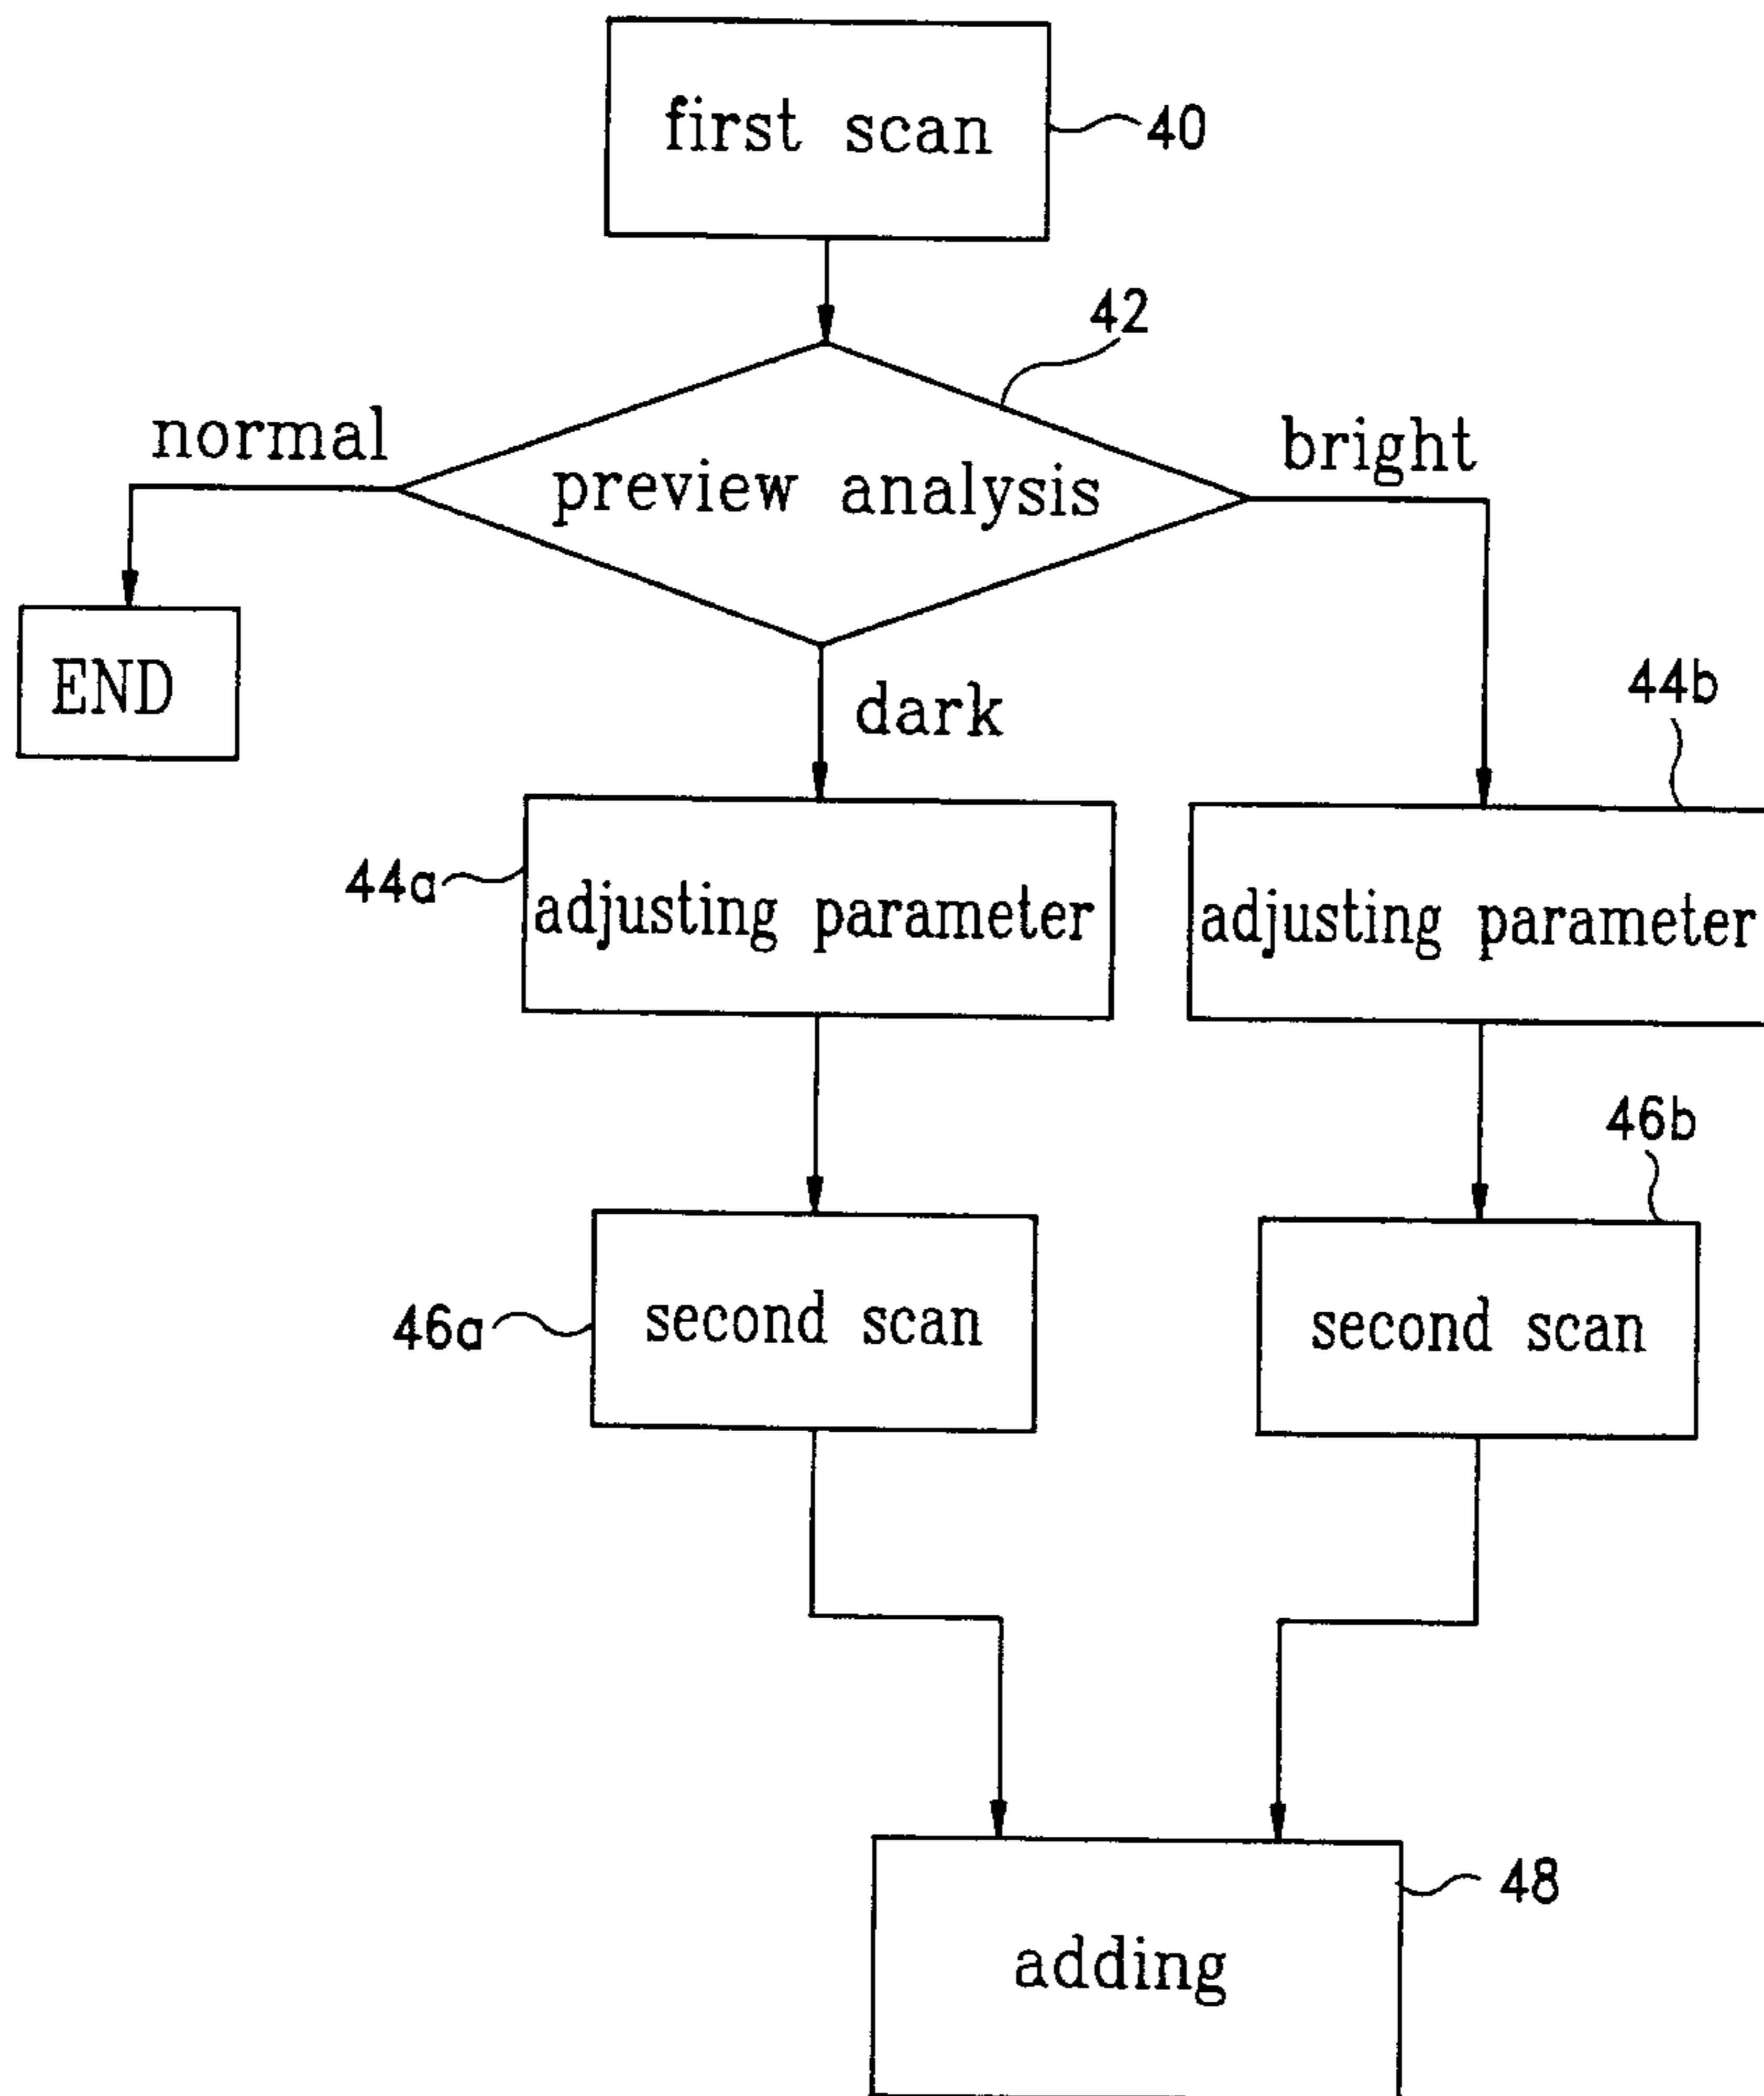 first scan
40
42
normal
preview analysis
bright
END
dark
44b
44a
adjusting parameter
adjusting parameter
46b
46a
second scan
second scan
48
adding